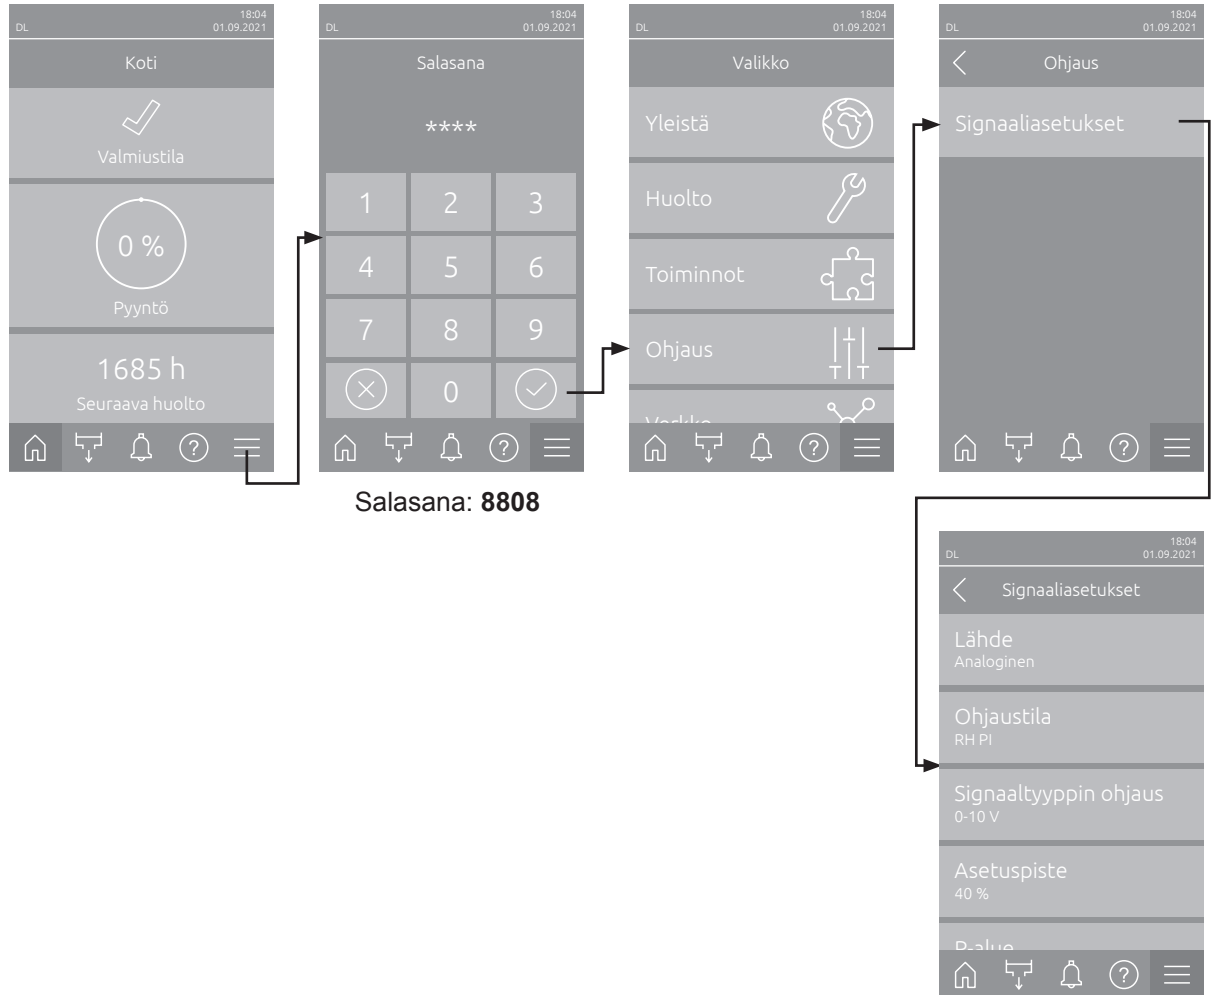 18:04
DL 01.09.2021
Koti
Valmiustila
0 %
Pyyntö
1685 h
Seuraava huolto
?
18:04
DL 01.09.2021
Salasana
****
1 2 3
4 5 6
7 8 9
0
?
Salasana: 8808
18:04
DL 01.09.2021
Valikko
Yleistä
Huolto
Toiminnot
Ohjaus
Verkko
?
18:04
DL 01.09.2021
Ohjaus
Signaaliasetukset
?
18:04
DL 01.09.2021
Signaaliasetukset
Lähde
Analoginen
Ohjaustila
RH PI
Signaaltyyppin ohjaus
0-10 V
Asetuspiste
40 %
P-alue
?